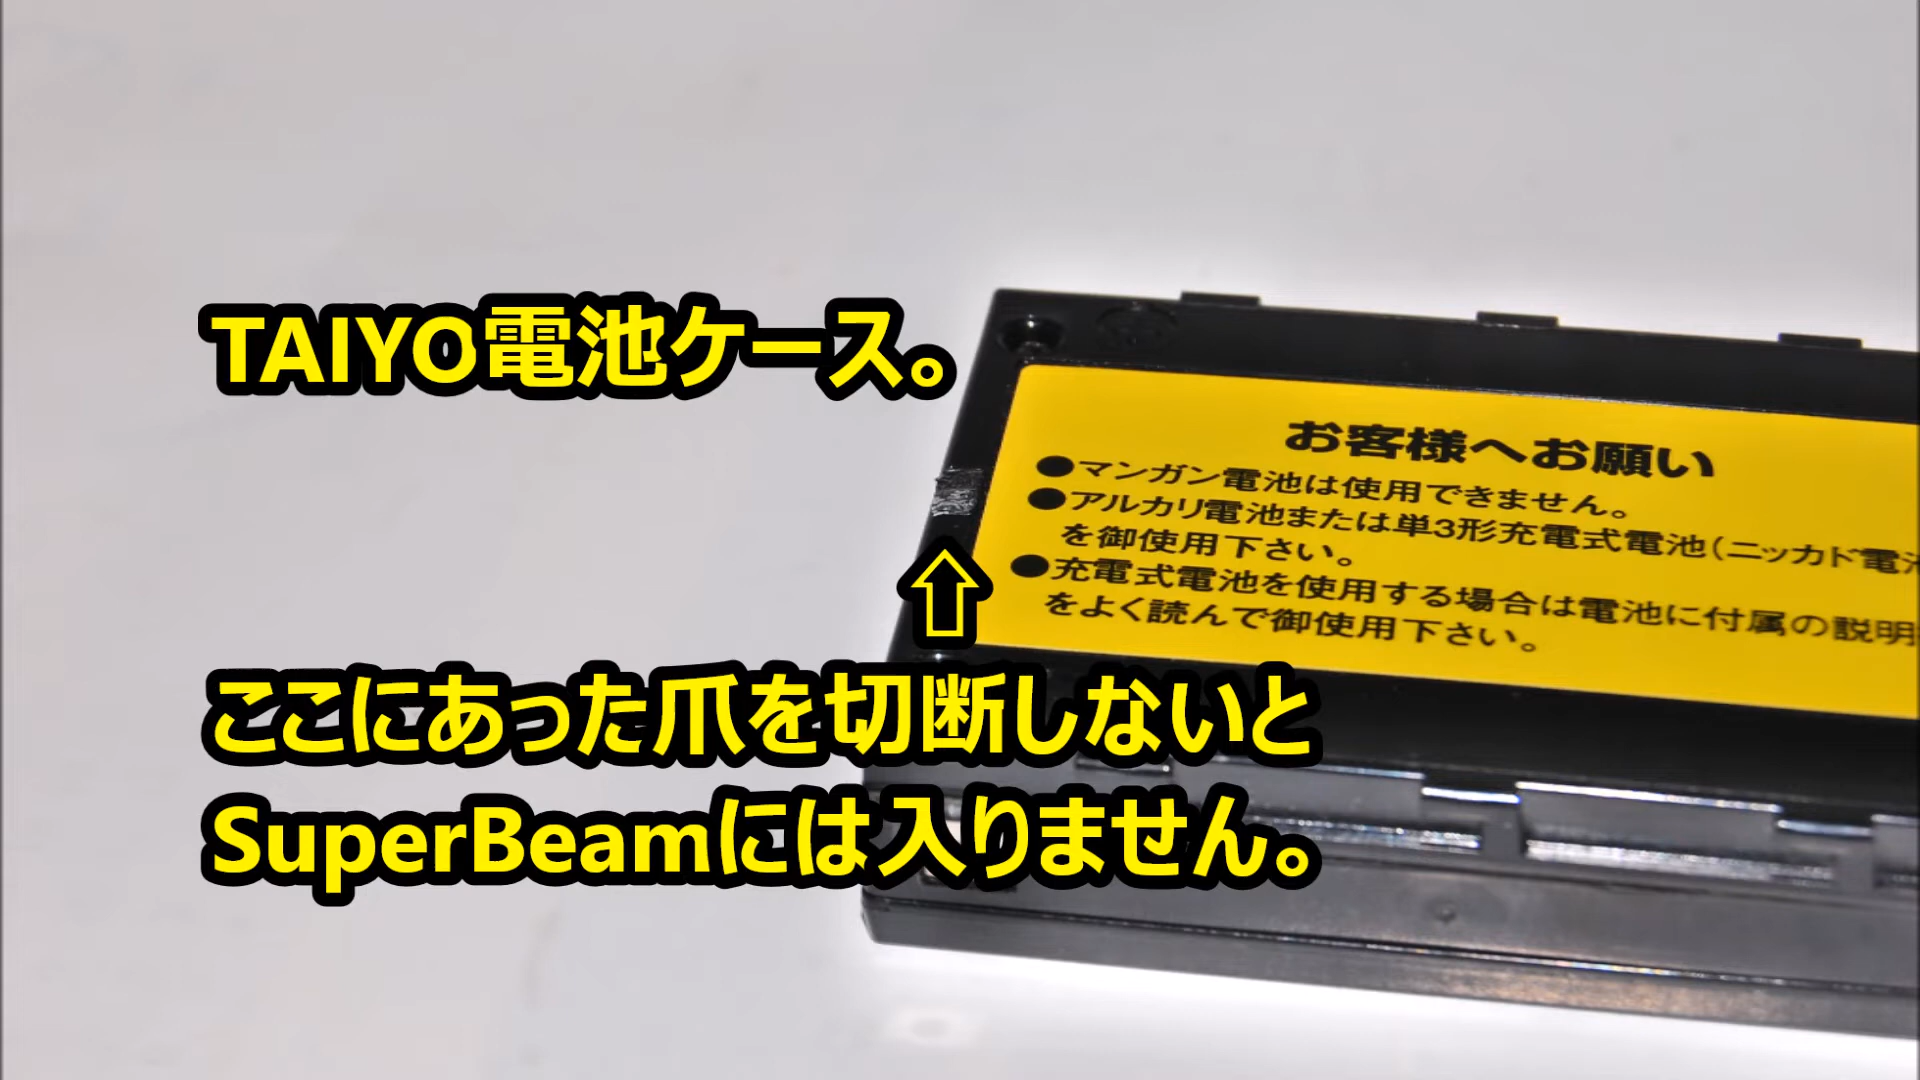 TAIYO電池ケース。
お客様へお願い
●マンガン電池は使用できません。
●アルカリ電池または単3形充電式電池(ニッカド電池
を御使用下さい。
●充電式電池を使用する場合は電池に付属の説明
をよく読んで御使用下さい。
⇧
ここにあった爪を切断しないと
SuperBeamには入りません。